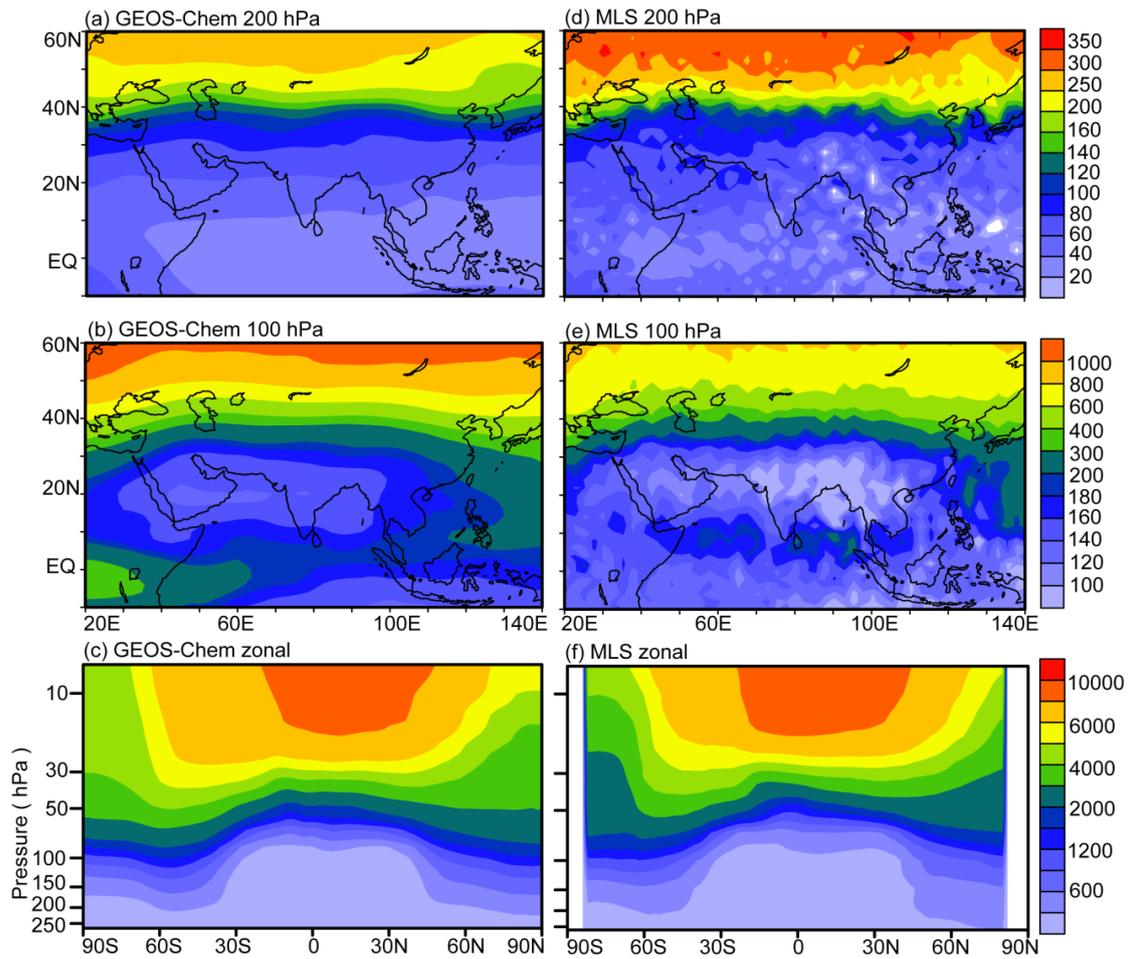 (a) GEOS-Chem 200 hPa
(d) MLS 200 hPa
60N
40N
20N
EQ
350
300
250
200
160
140
120
100
80
60
40
20
(b) GEOS-Chem 100 hPa
(e) MLS 100 hPa
60N
40N
20N
EQ
20E 60E 100E 140E
20E 60E 100E 140E
1000
800
600
400
300
200
180
160
140
120
100
(c) GEOS-Chem zonal
(f) MLS zonal
Pressure ( hPa )
10
30
50
100
150
200
250
90S 60S 30S 0 30N 60N 90N
90S 60S 30S 0 30N 60N 90N
10000
6000
4000
2000
1200
600